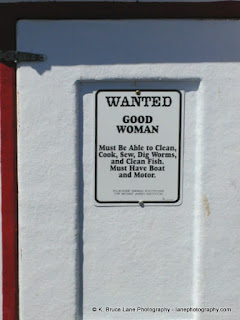 WANTED
GOOD
WOMAN
Must Be Able to Clean,
Cook, Sew, Dig Worms,
and Clean Fish.
Must Have Boat
and Motor.
© K. Bruce Lane Photography - lanephotography.com